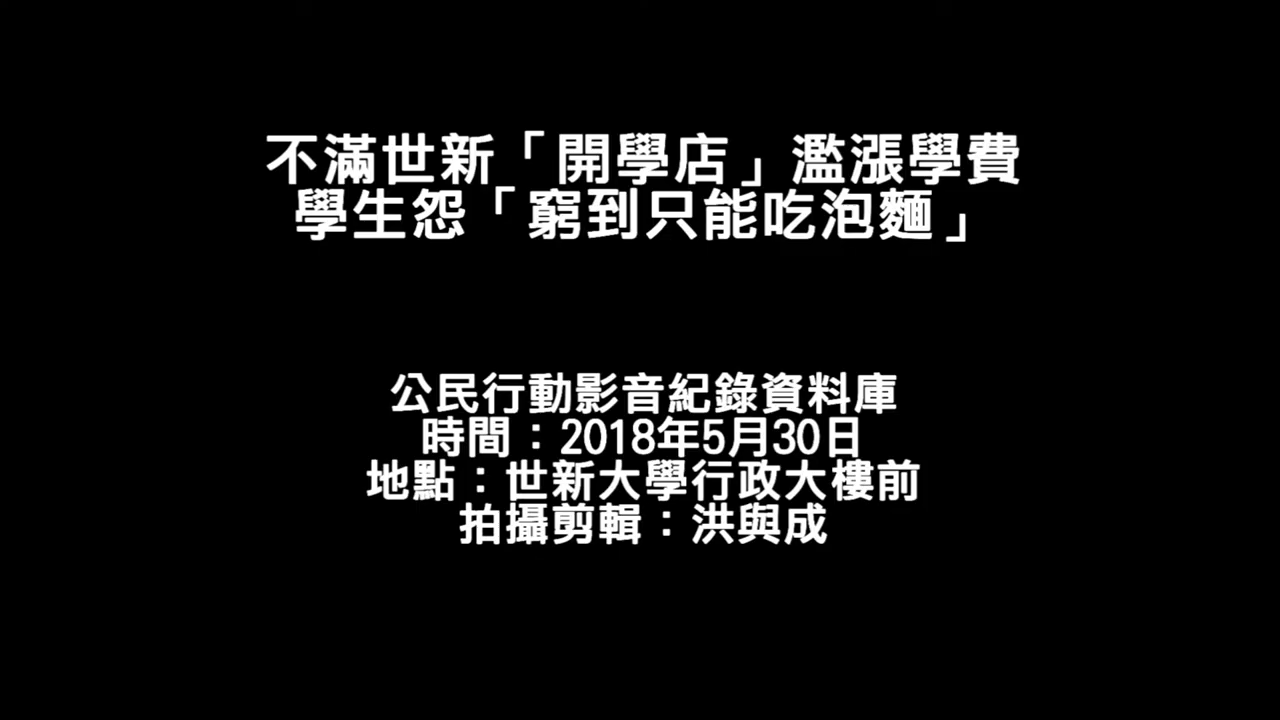 不滿世新「開學店」濫漲學費
學生怨「窮到只能吃泡麵」
公民行動影音紀錄資料庫
時間：2018年5月30日
地點：世新大學行政大樓前
拍攝剪輯：洪與成